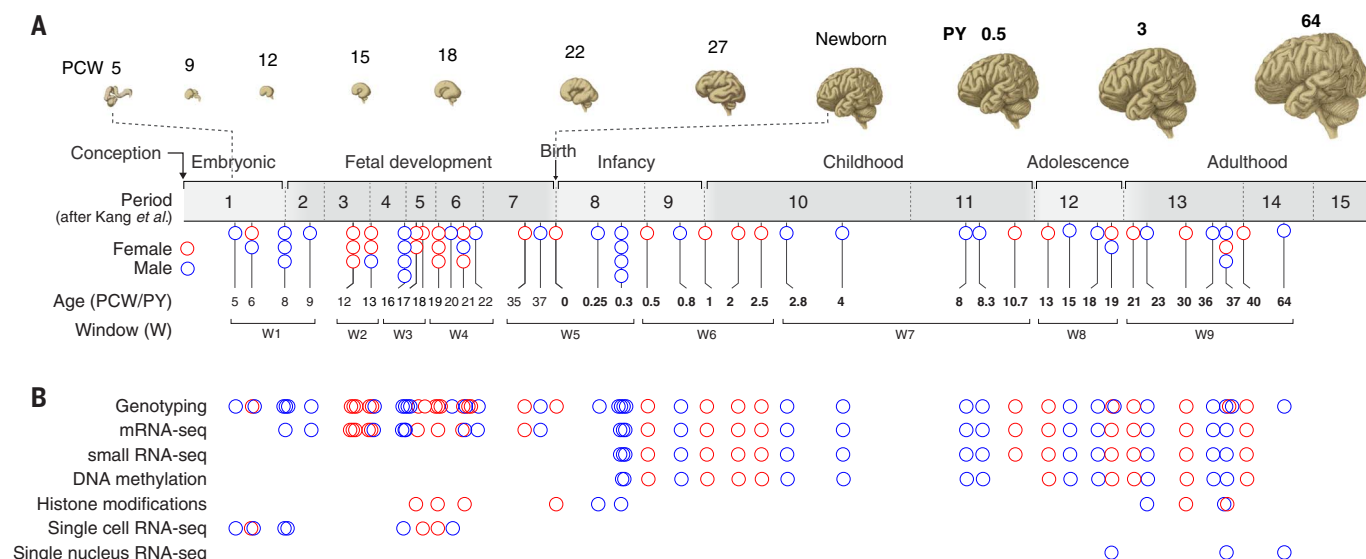 A
PCW 5 9 12 15 18 22 27 Newborn PY 0.5 3 64
Conception Embryonic Fetal development Birth Infancy Childhood Adolescence Adulthood
Period 1 2 3 4 5 6 7 8 9 10 11 12 13 14 15
(after Kang et al.)
Female
Male
Age (PCW/PY) 5 6 8 9 12 13 16 17 18 19 20 21 22 35 37 0 0.25 0.3 0.5 0.8 1 2 2.5 2.8 4 8 8.3 10.7 13 15 18 19 21 23 30 36 37 40 64
Window (W) W1 W2 W3 W4 W5 W6 W7 W8 W9
B
Genotyping
mRNA-seq
small RNA-seq
DNA methylation
Histone modifications
Single cell RNA-seq
Single nucleus RNA-seq